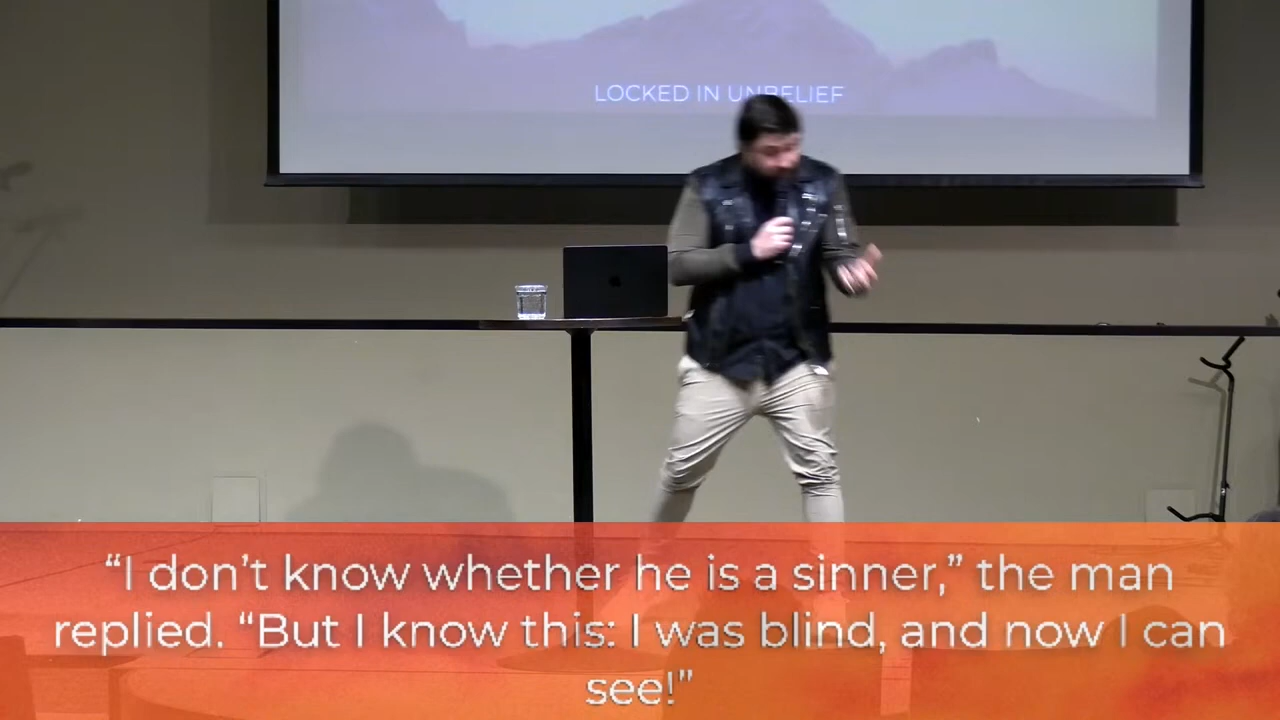 LOCKED IN UNBELIEF
“I don’t know whether he is a sinner,” the man
replied. “But I know this: I was blind, and now I can
see!”